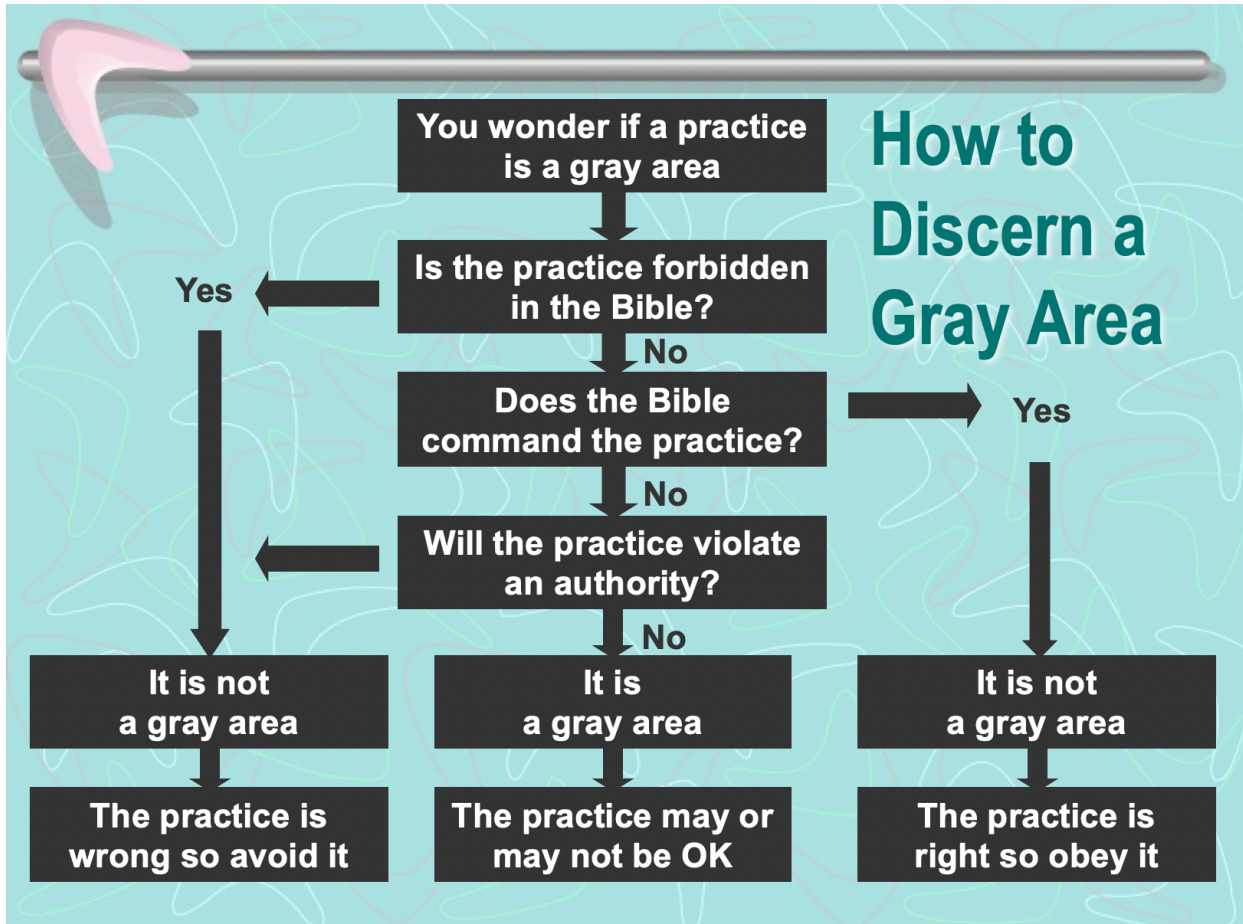 How to
Discern a
Gray Area
You wonder if a practice
is a gray area
Is the practice forbidden
in the Bible?
Yes
No
Does the Bible
command the practice?
Yes
No
Will the practice violate
an authority?
No
It is not
a gray area
It is
a gray area
It is not
a gray area
The practice is
wrong so avoid it
The practice may or
may not be OK
The practice is
right so obey it